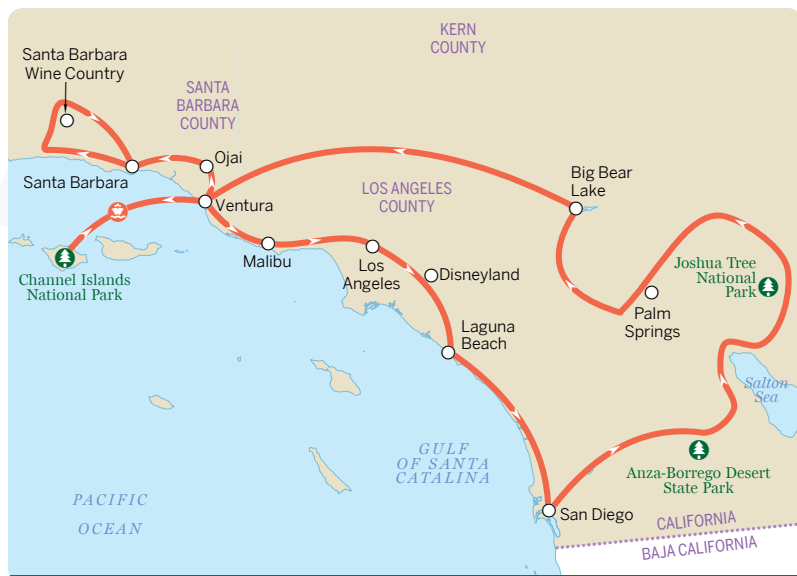 KERN
COUNTY
Santa Barbara
Wine Country
SANTA
BARBARA
COUNTY
Ojai
Santa Barbara
Big Bear
Lake
LOS ANGELES
COUNTY
Ventura
Malibu
Los
Angeles
Disneyland
Joshua Tree
National
Park
Channel Islands
National Park
Palm
Springs
Laguna
Beach
Salton
Sea
GULF
OF SANTA
CATALINA
Anza-Borrego Desert
State Park
PACIFIC
OCEAN
San Diego
CALIFORNIA
BAJA CALIFORNIA